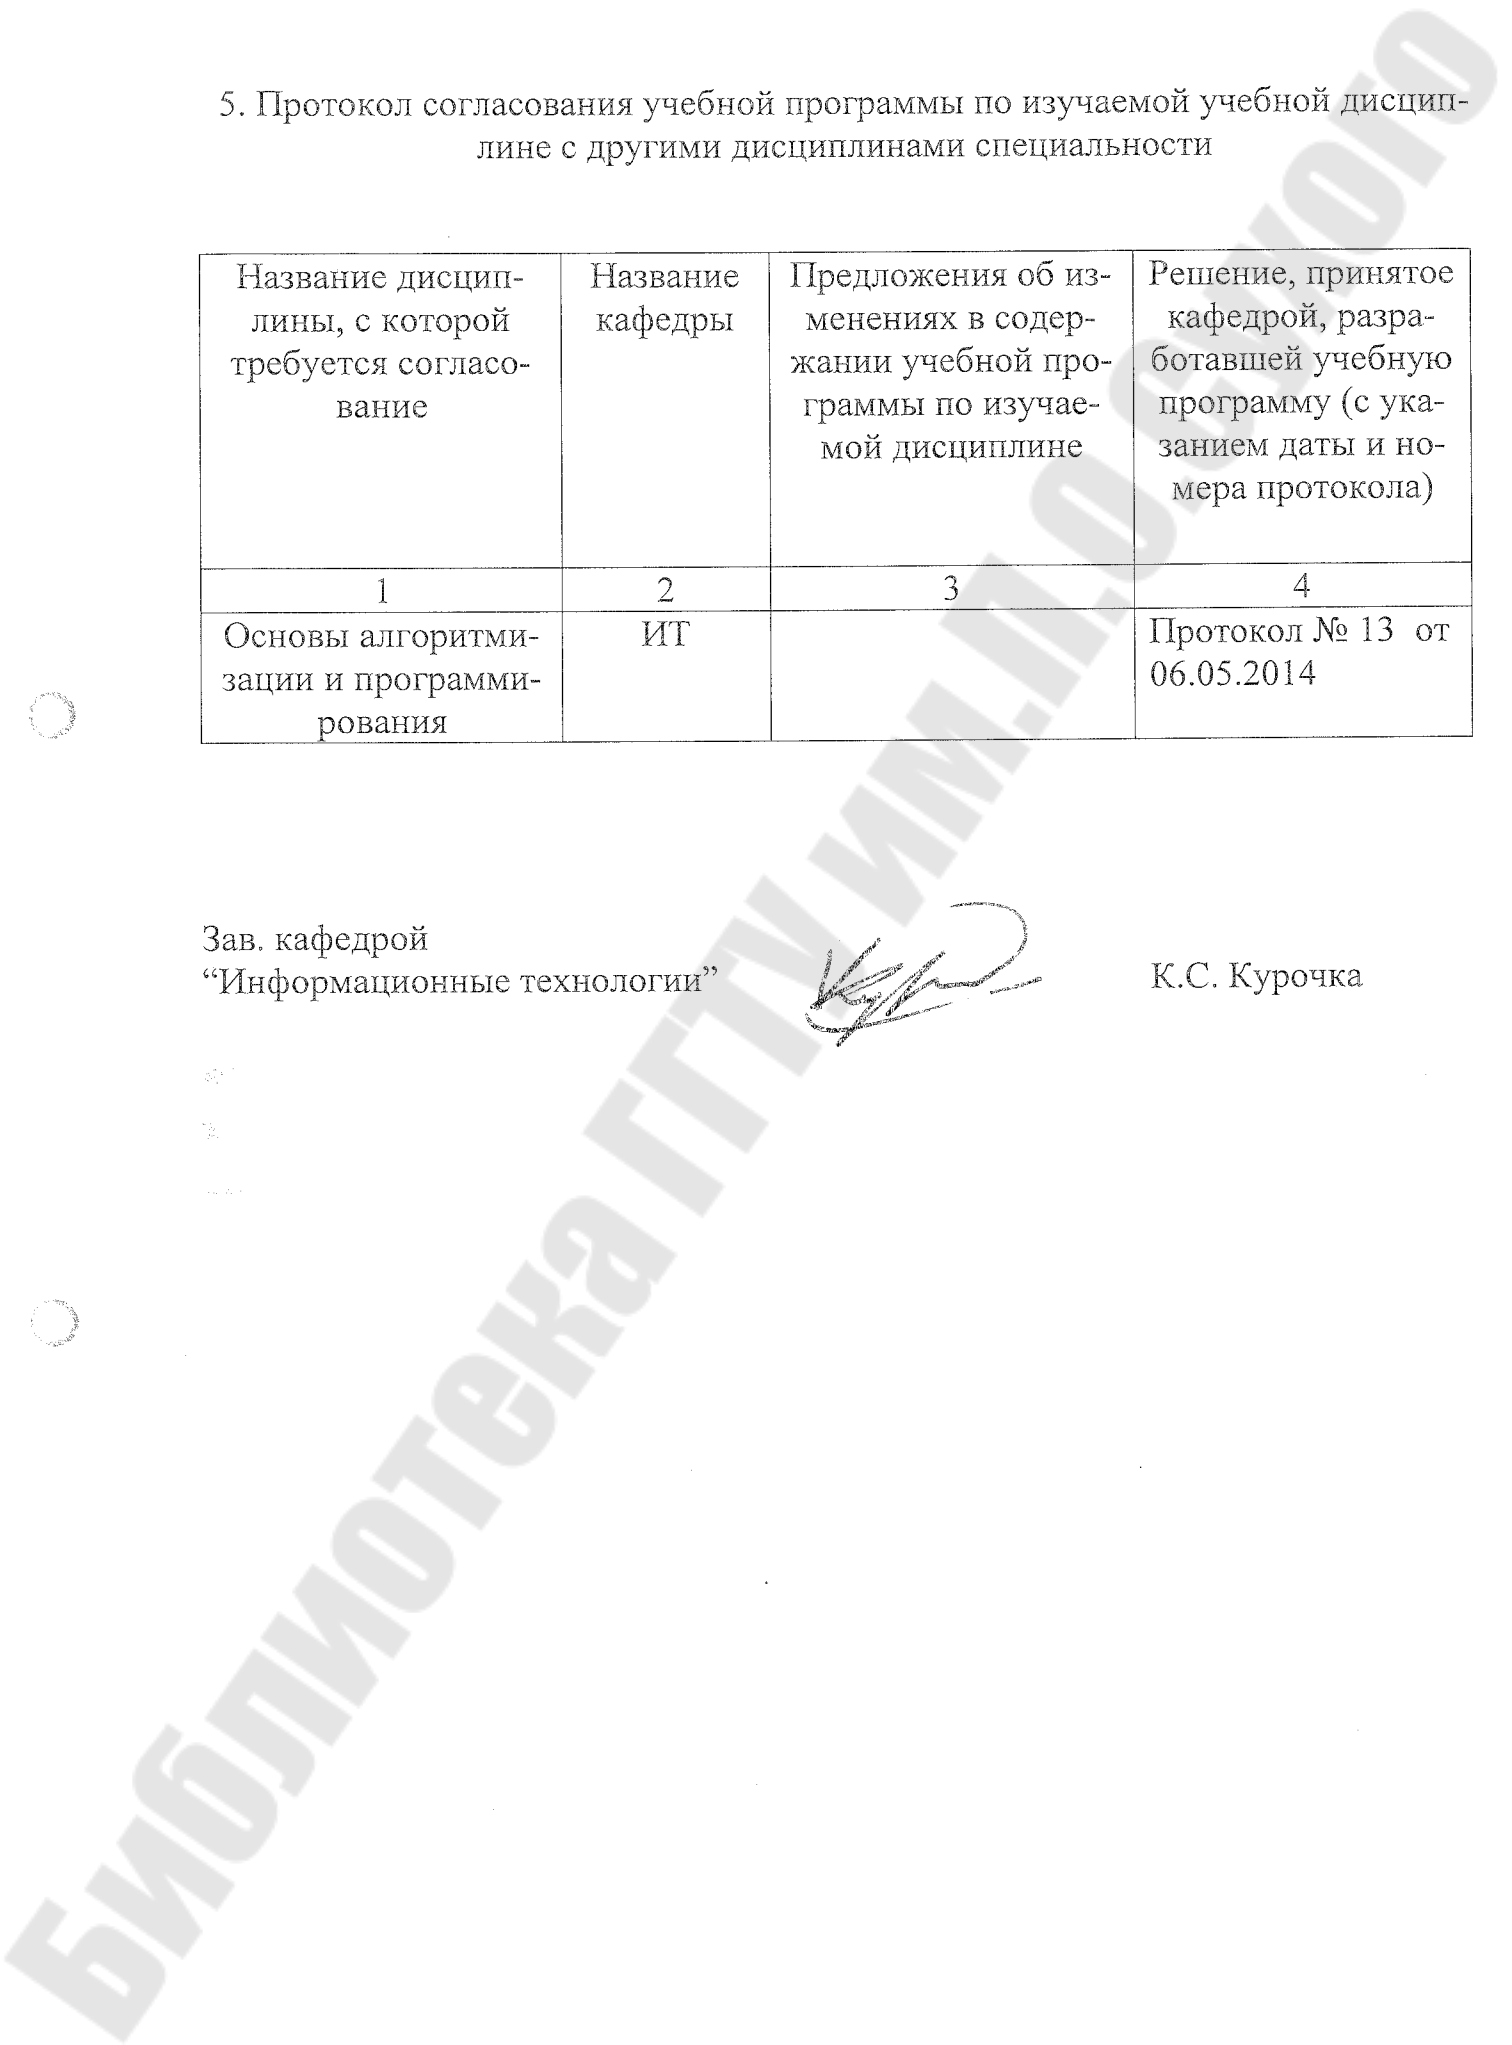 5. Протокол согласования учебной программы по изучаемой учебной дисцип-
лине с другими дисциплинами специальности
Название дисцип-
лины, с которой
требуется согласо-
вание
Название
кафедры
Предложения об из-
менениях в содер-
жании учебной про-
граммы по изучае-
мой дисциплине
Решение, принятое
кафедрой, разра-
ботавшей учебную
программу (с ука-
занием даты и но-
мера протокола)
1
2
3
4
Основы алгоритми-
зации и программи-
рования
ИТ
Протокол № 13 от
06.05.2014
Зав. кафедрой
“Информационные технологии”
К.С. Курочка
Библиотека ГГТУ им.П.О.Сухого